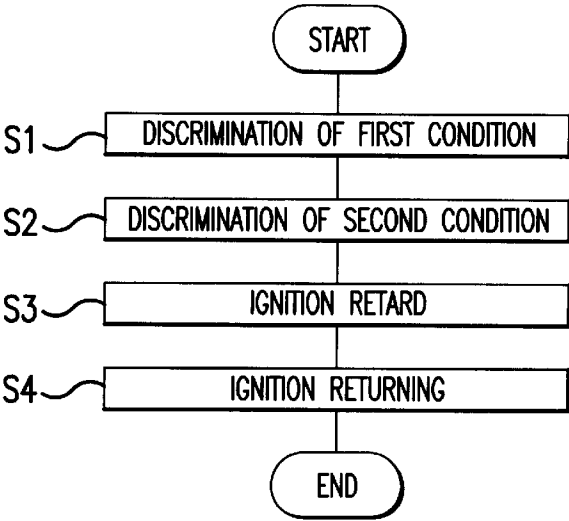 START
S1 DISCRIMINATION OF FIRST CONDITION
S2 DISCRIMINATION OF SECOND CONDITION
S3 IGNITION RETARD
S4 IGNITION RETURNING
END